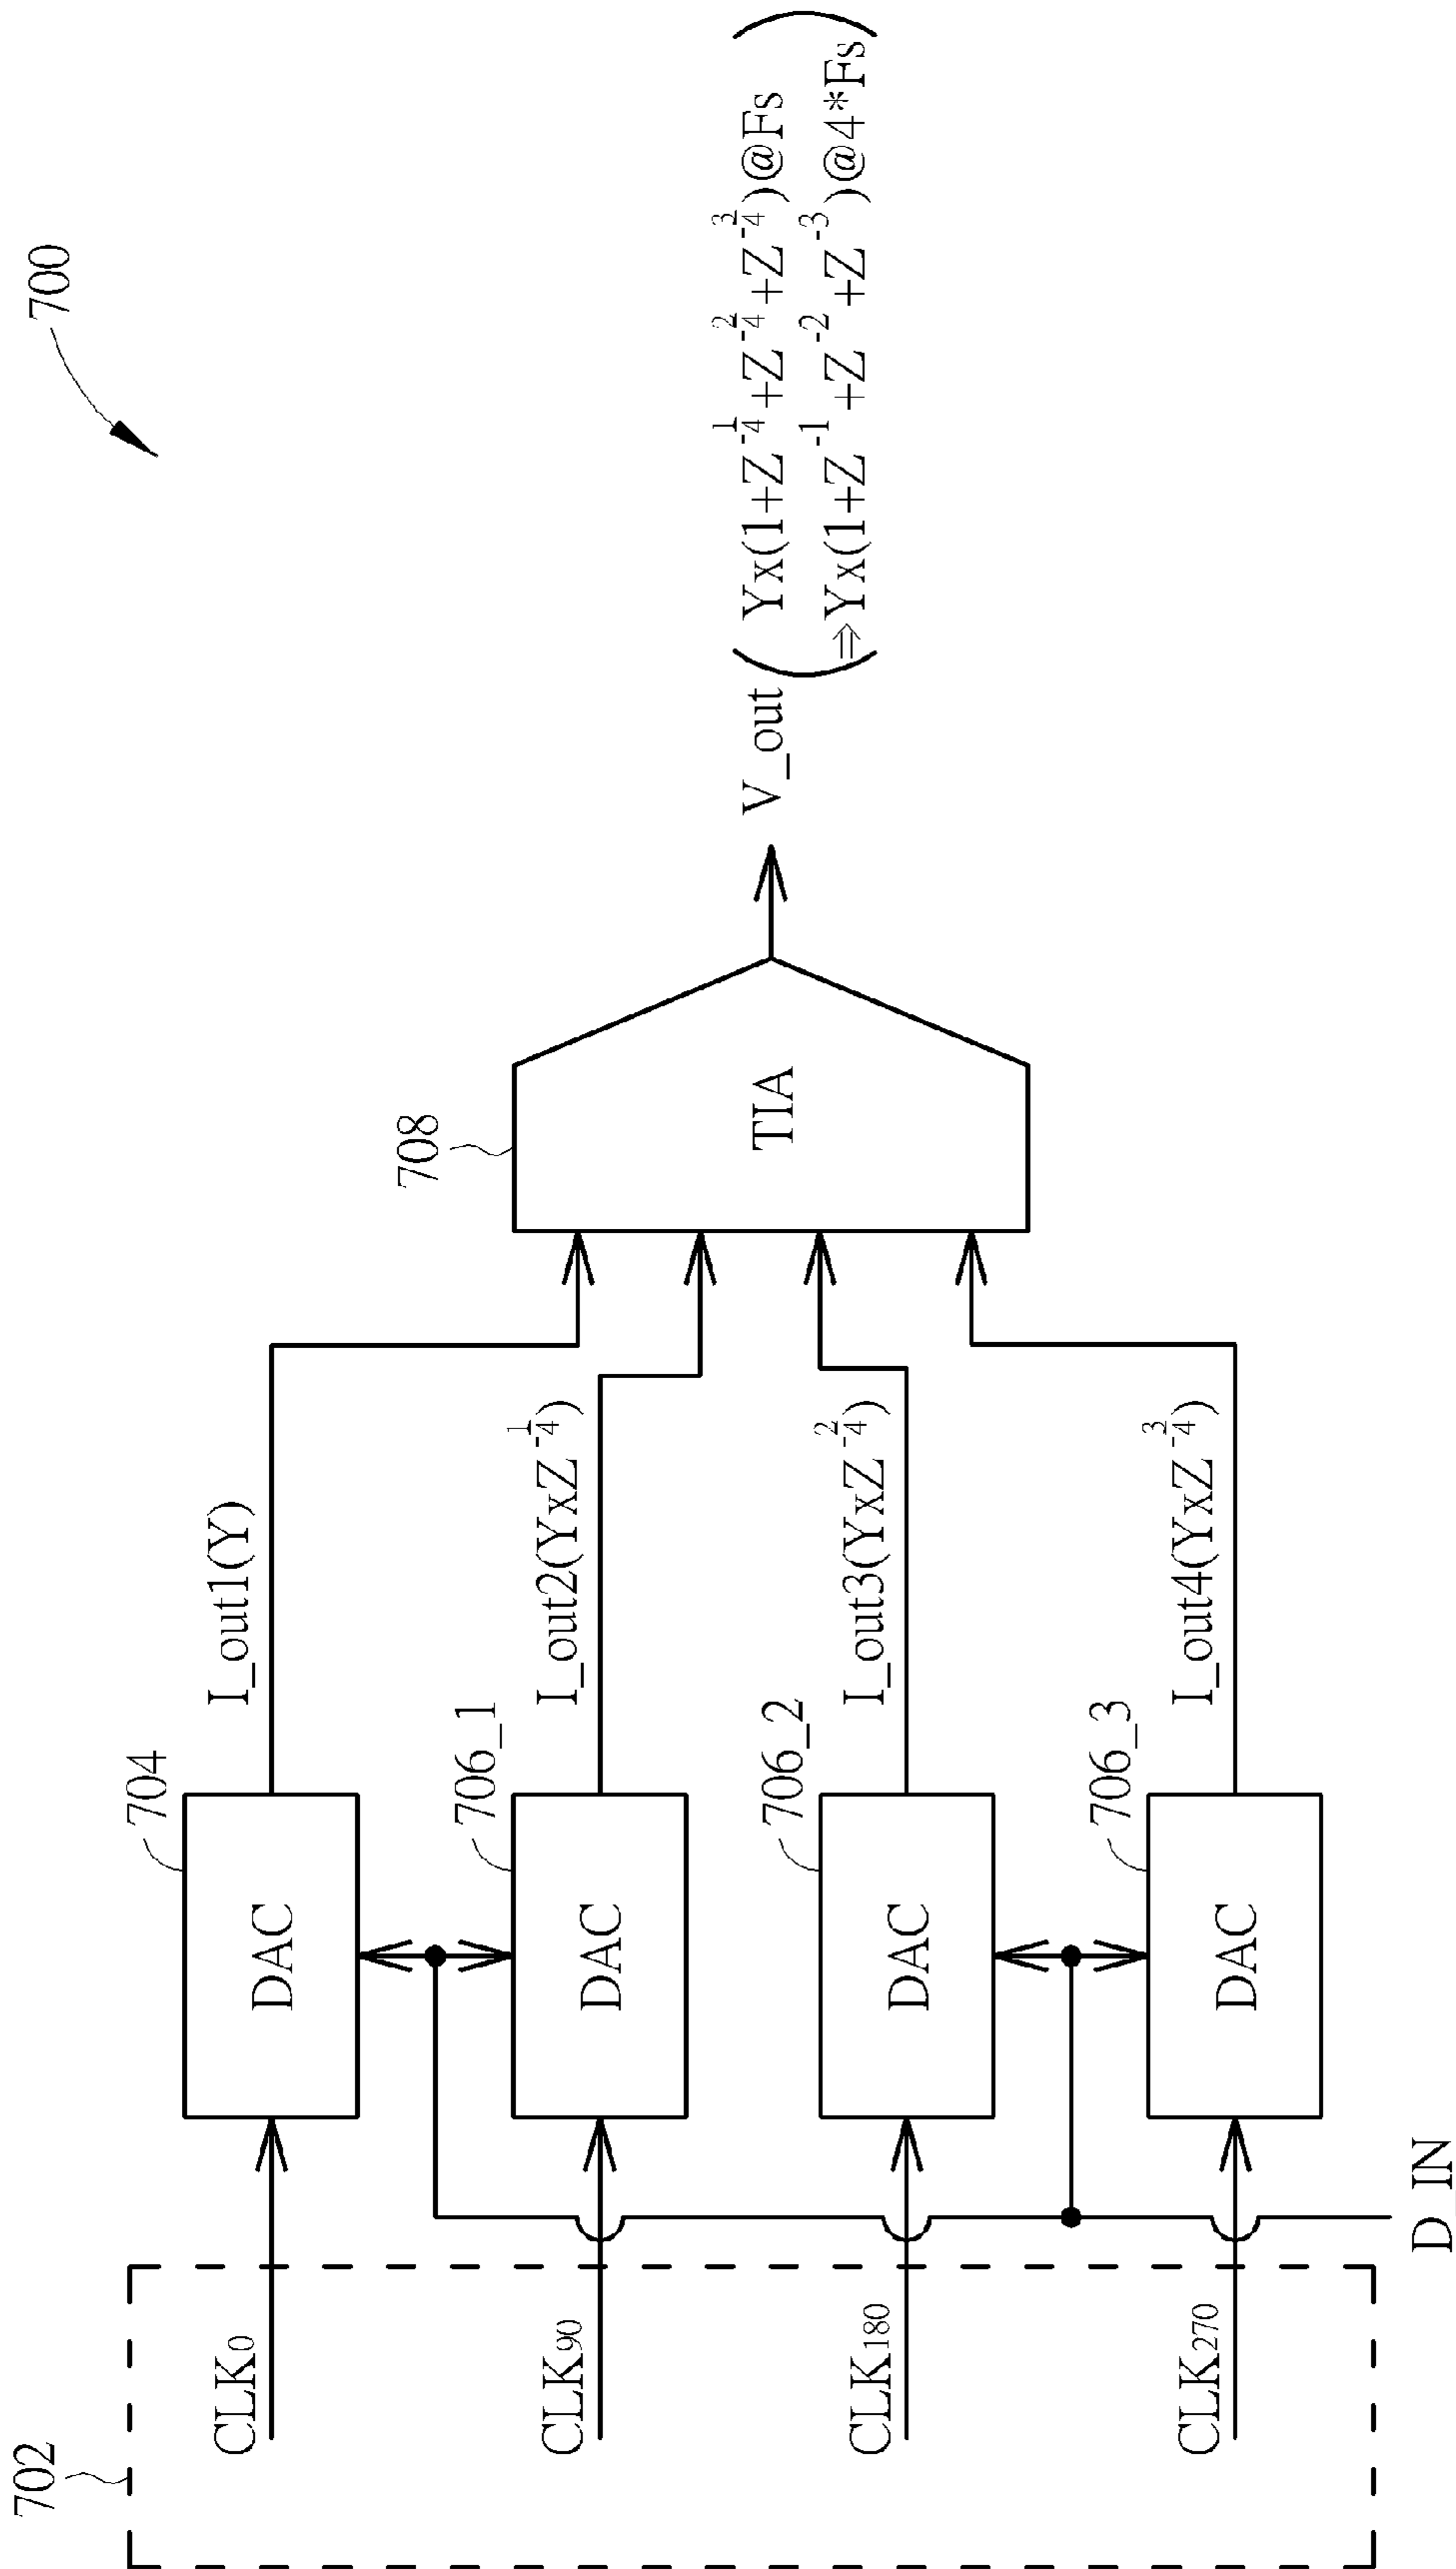 700
702
CLK0
704
DAC
I_out1(Y)
CLK90
706_1
DAC
I_out2(YxZ^-1/4)
708
TIA
V_out
Yx(1+Z^-1/4+Z^-2/4+Z^-3/4)@Fs
⇒Yx(1+Z^-1+Z^-2+Z^-3)@4*Fs
CLK180
706_2
DAC
I_out3(YxZ^-2/4)
CLK270
706_3
DAC
I_out4(YxZ^-3/4)
D_IN